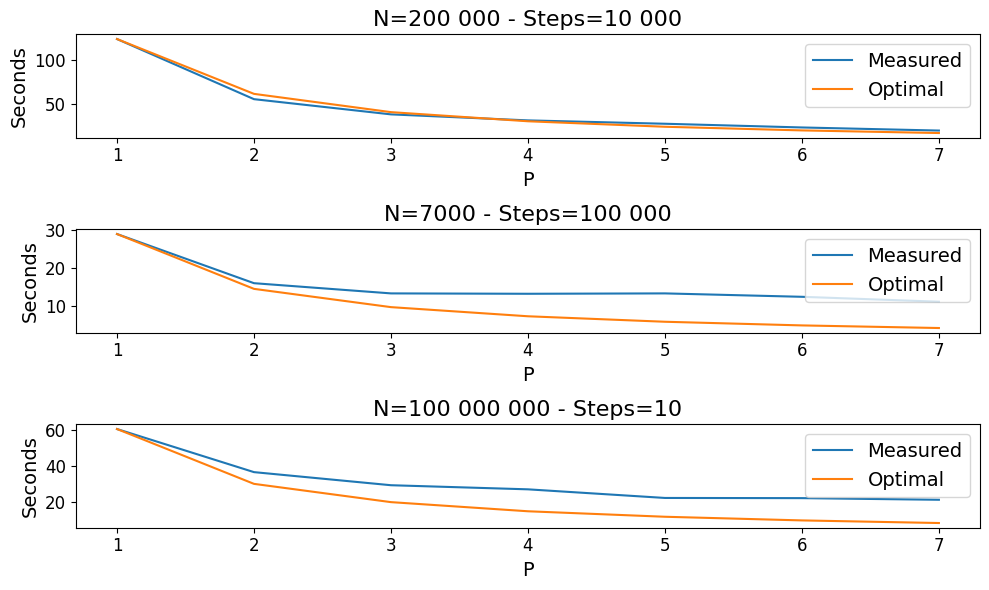 N=200 000 - Steps=10 000
Seconds
100
50
Measured
Optimal
1 2 3 4 5 6 7
P
N=7000 - Steps=100 000
Seconds
30
20
10
Measured
Optimal
1 2 3 4 5 6 7
P
N=100 000 000 - Steps=10
Seconds
60
40
20
Measured
Optimal
1 2 3 4 5 6 7
P